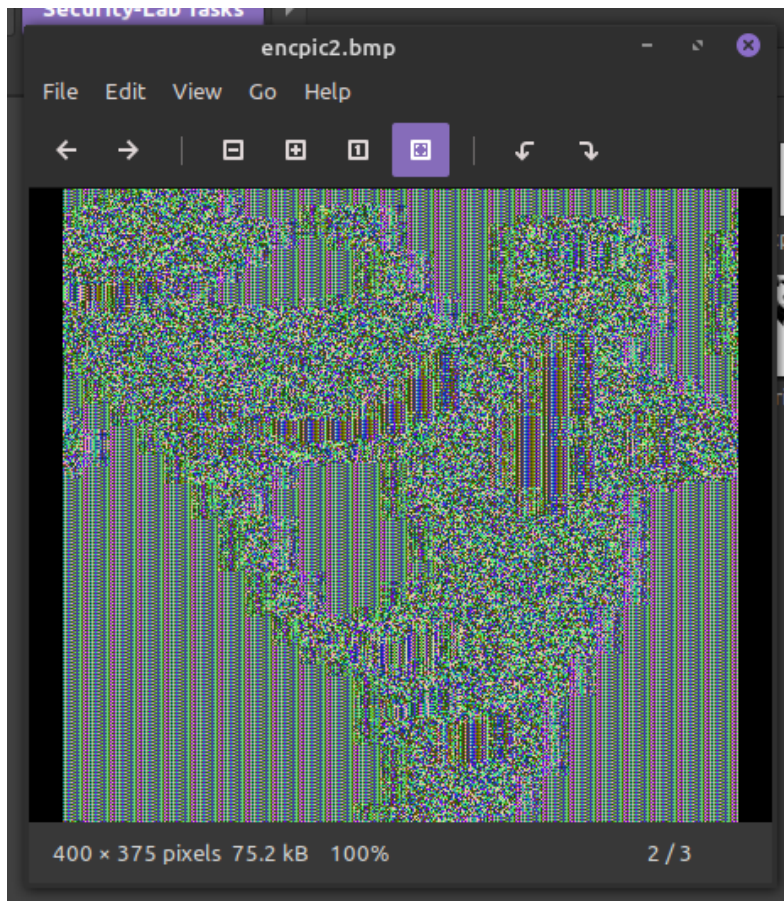 Security-Lab Tasks
encpic2.bmp
File Edit View Go Help
400 × 375 pixels 75.2 kB 100% 2 / 3